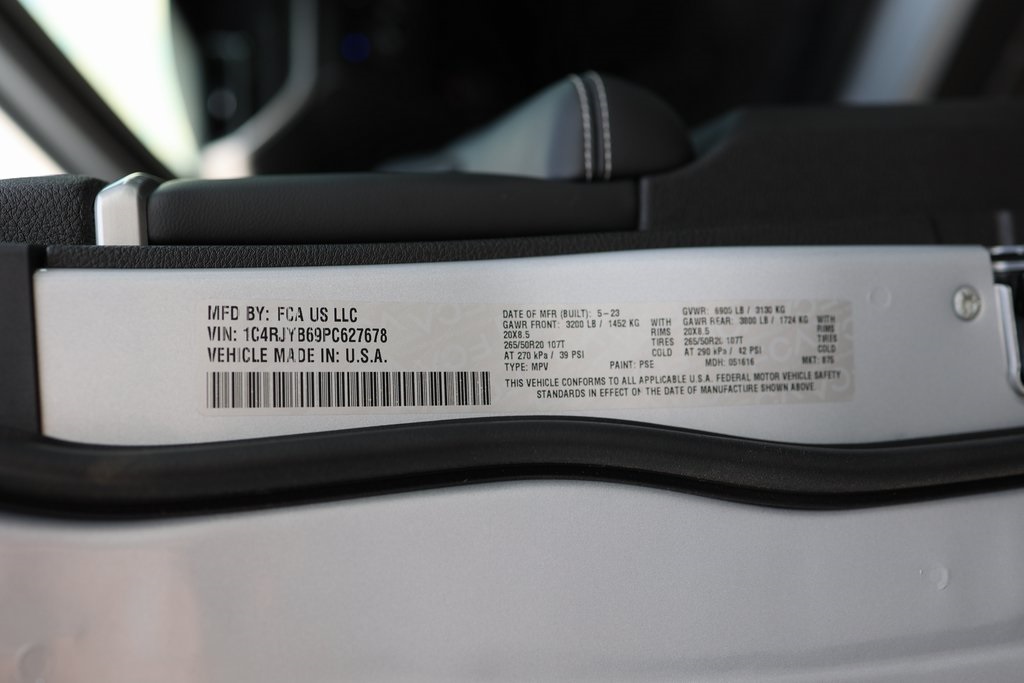 MFD BY: FCA US LLC
VIN: 1C4RJYB69PC627678
VEHICLE MADE IN: U.S.A.
DATE OF MFR (BUILT): 5-23
GAWR FRONT: 3200 LB / 1452 KG WITH
20X8.5 RIMS
265/50R20 107T TIRES
AT 270 kPa / 39 PSI COLD
TYPE: MPV PAINT: PSE
GVWR: 6905 LB / 3130 KG
GAWR REAR: 3800 LB / 1724 KG WITH
20X8.5 RIMS
265/50R20 107T TIRES
AT 290 kPa / 42 PSI COLD
MDH: 051616 MKT: 875
THIS VEHICLE CONFORMS TO ALL APPLICABLE U.S.A. FEDERAL MOTOR VEHICLE SAFETY
STANDARDS IN EFFECT ON THE DATE OF MANUFACTURE SHOWN ABOVE.